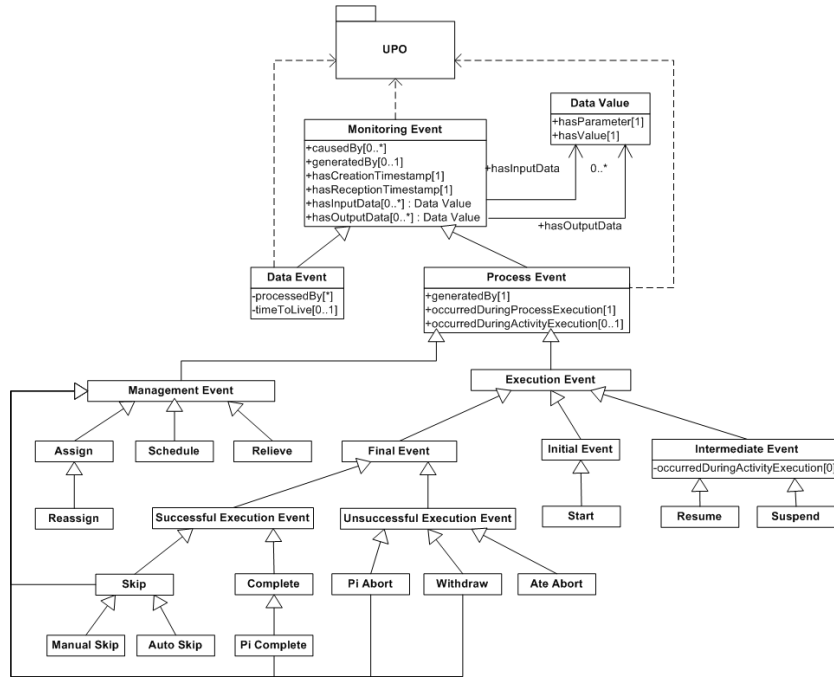 UPO
Data Value
+hasParameter[1]
+hasValue[1]
Monitoring Event
+causedBy[0..*]
+generatedBy[0..1]
+hasCreationTimestamp[1]
+hasReceptionTimestamp[1]
+hasInputData[0..*] : Data Value
+hasOutputData[0..*] : Data Value
+hasInputData
0..*
+hasOutputData
Data Event
-processedBy[*]
-timeToLive[0..1]
Process Event
+generatedBy[1]
+occurredDuringProcessExecution[1]
+occurredDuringActivityExecution[0..1]
Management Event
Execution Event
Assign
Schedule
Relieve
Final Event
Initial Event
Intermediate Event
-occurredDuringActivityExecution[0]
Reassign
Successful Execution Event
Unsuccessful Execution Event
Start
Resume
Suspend
Skip
Complete
Pi Abort
Withdraw
Ate Abort
Manual Skip
Auto Skip
Pi Complete